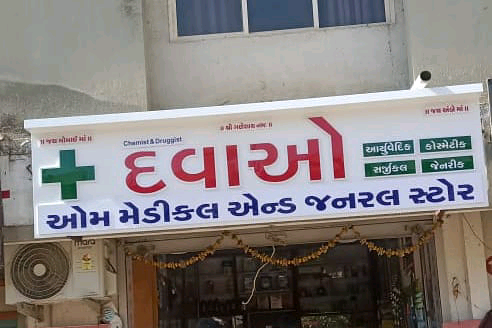 ॥ જય મોમાઈ માઁ ॥
॥ શ્રી ગણેશાય નમઃ ॥
॥ જય અંબે માઁ ॥
Chemist & Druggist
દવાઓ
આયુર્વેદિક
કોસ્મેટીક
સર્જીકલ
જેનરીક
ઓમ મેડીકલ એન્ડ જનરલ સ્ટોર